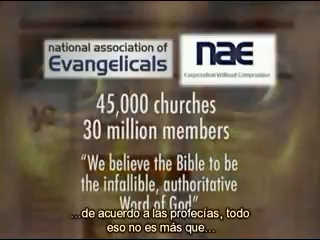 national association of
Evangelicals
nae
Cooperation Without Compromise
45,000 churches
30 million members
“We believe the Bible to be
the infallible, authoritative
Word of God”
...de acuerdo a las profecías, todo
eso no es más que...